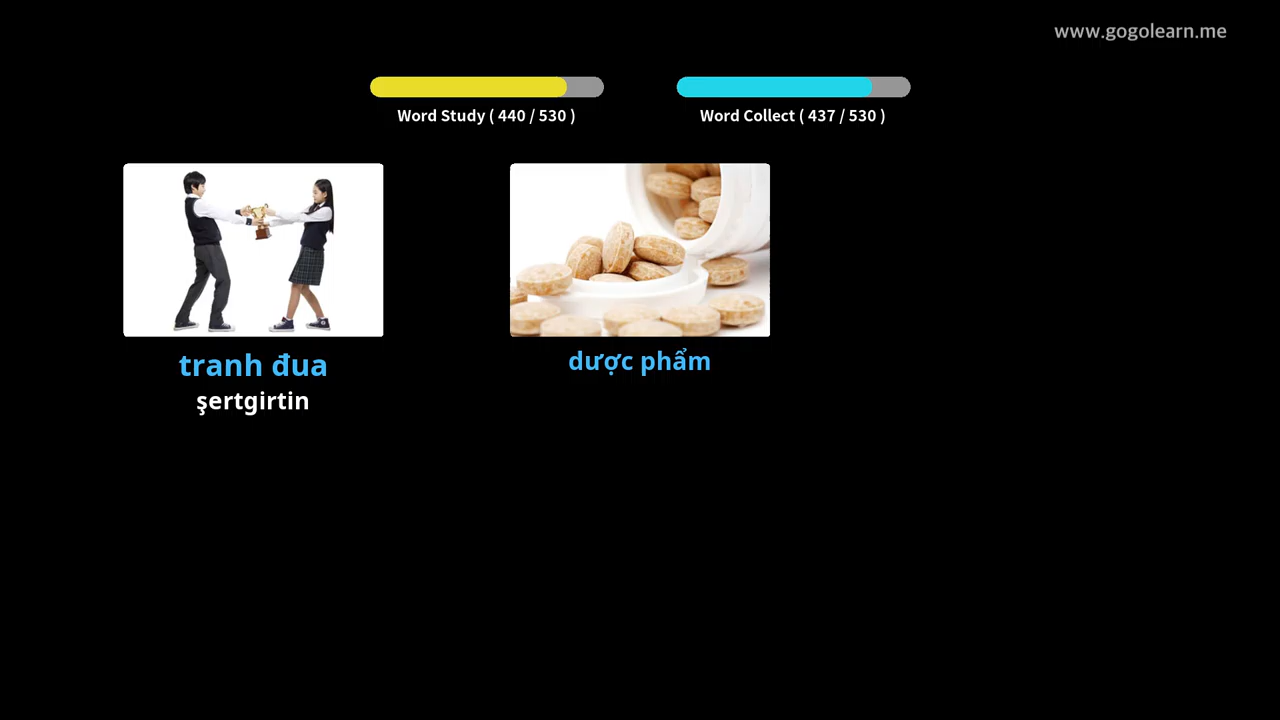 www.gogolearn.me
Word Study ( 440 / 530 )
Word Collect ( 437 / 530 )
tranh đua
şertgirtin
dược phẩm